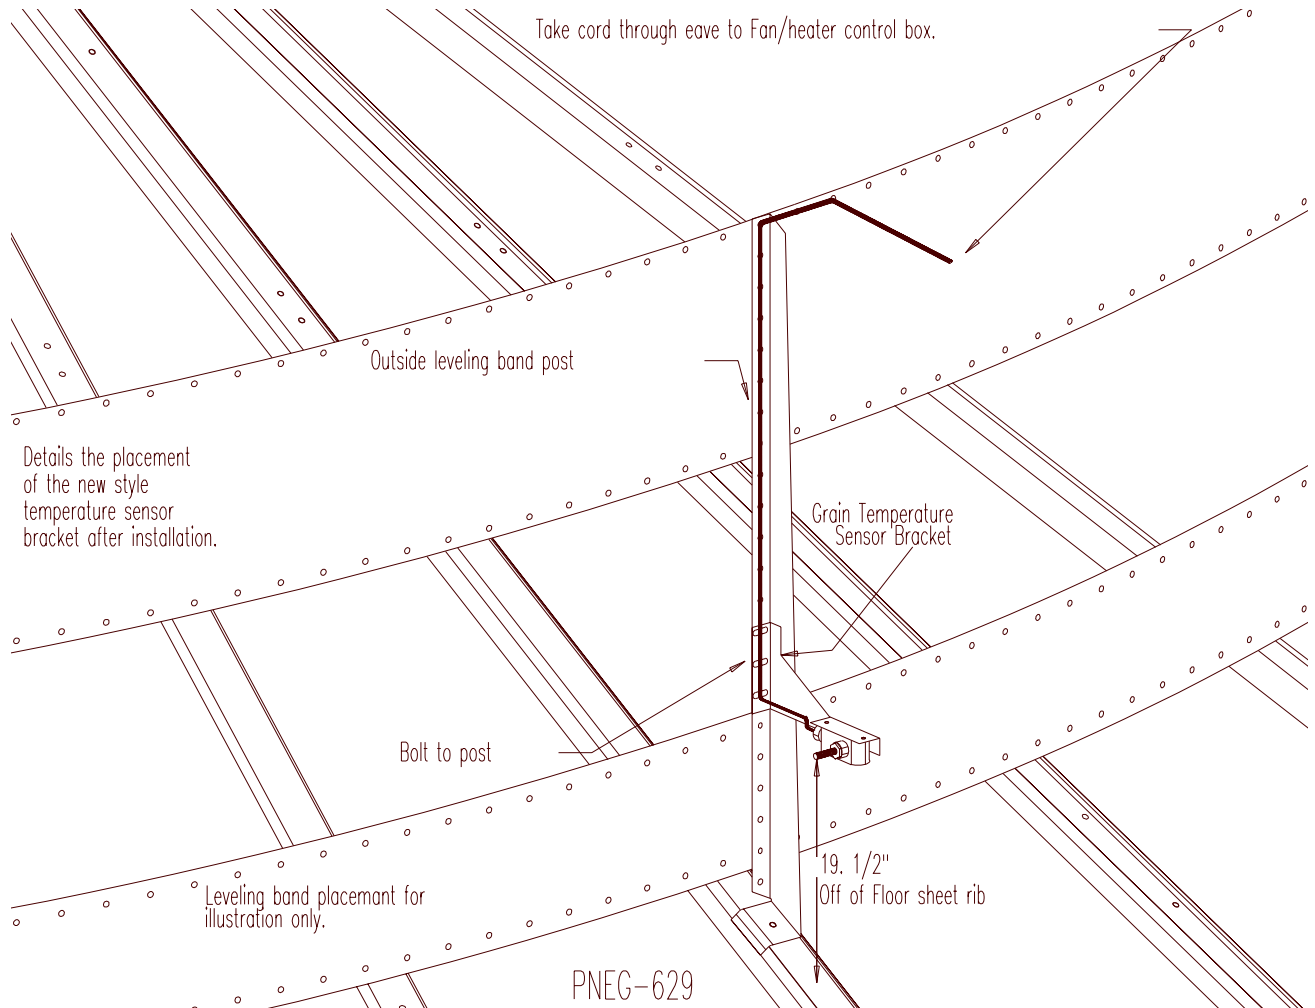 Take cord through eave to Fan/heater control box.
Outside leveling band post
Details the placement
of the new style
temperature sensor
bracket after installation.
Grain Temperature
Sensor Bracket
Bolt to post
19. 1/2"
Off of Floor sheet rib
Leveling band placemant for
illustration only.
PNEG-629